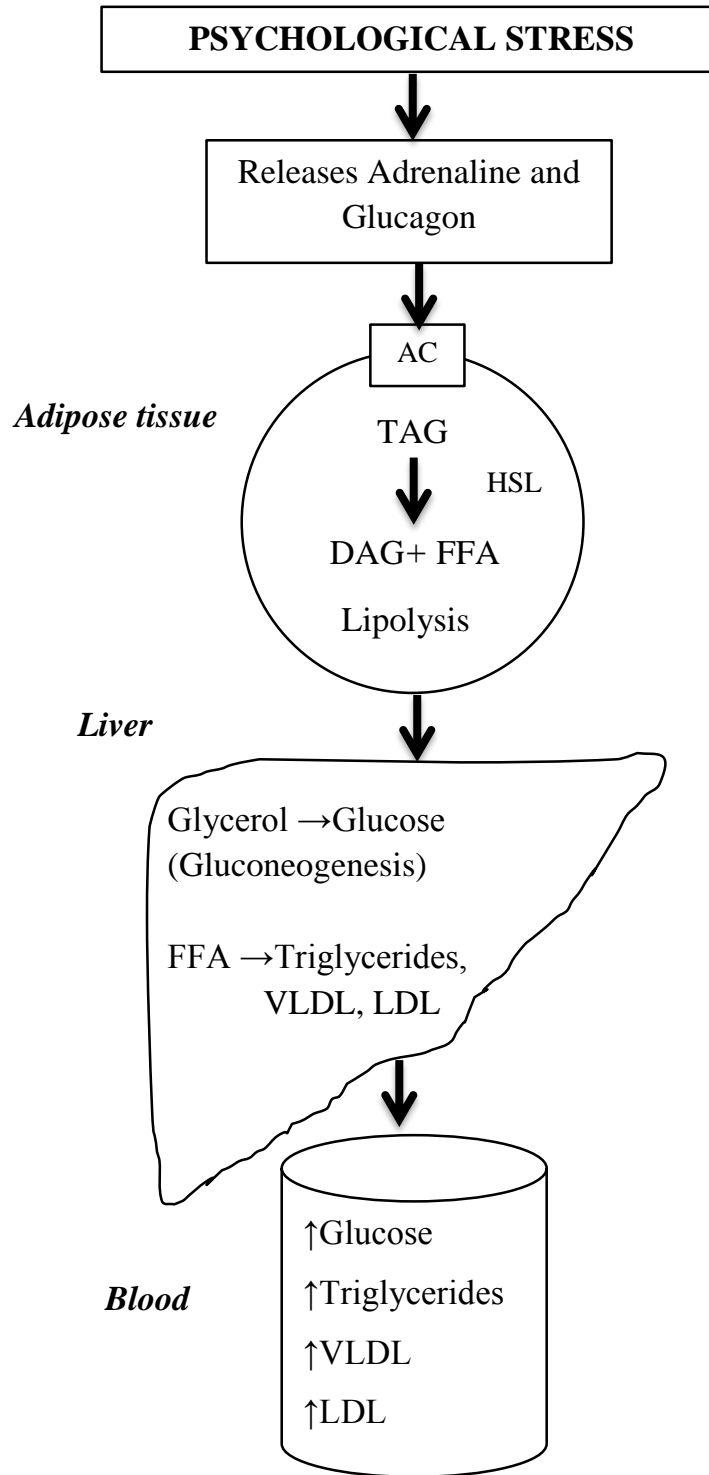 PSYCHOLOGICAL STRESS
Releases Adrenaline and
Glucagon
AC
Adipose tissue
TAG
HSL
DAG+ FFA
Lipolysis
Liver
Glycerol →Glucose
(Gluconeogenesis)
FFA →Triglycerides,
VLDL, LDL
↑Glucose
↑Triglycerides
Blood
↑VLDL
↑LDL